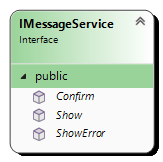 IMessageService
Interface
public
Confirm
Show
ShowError